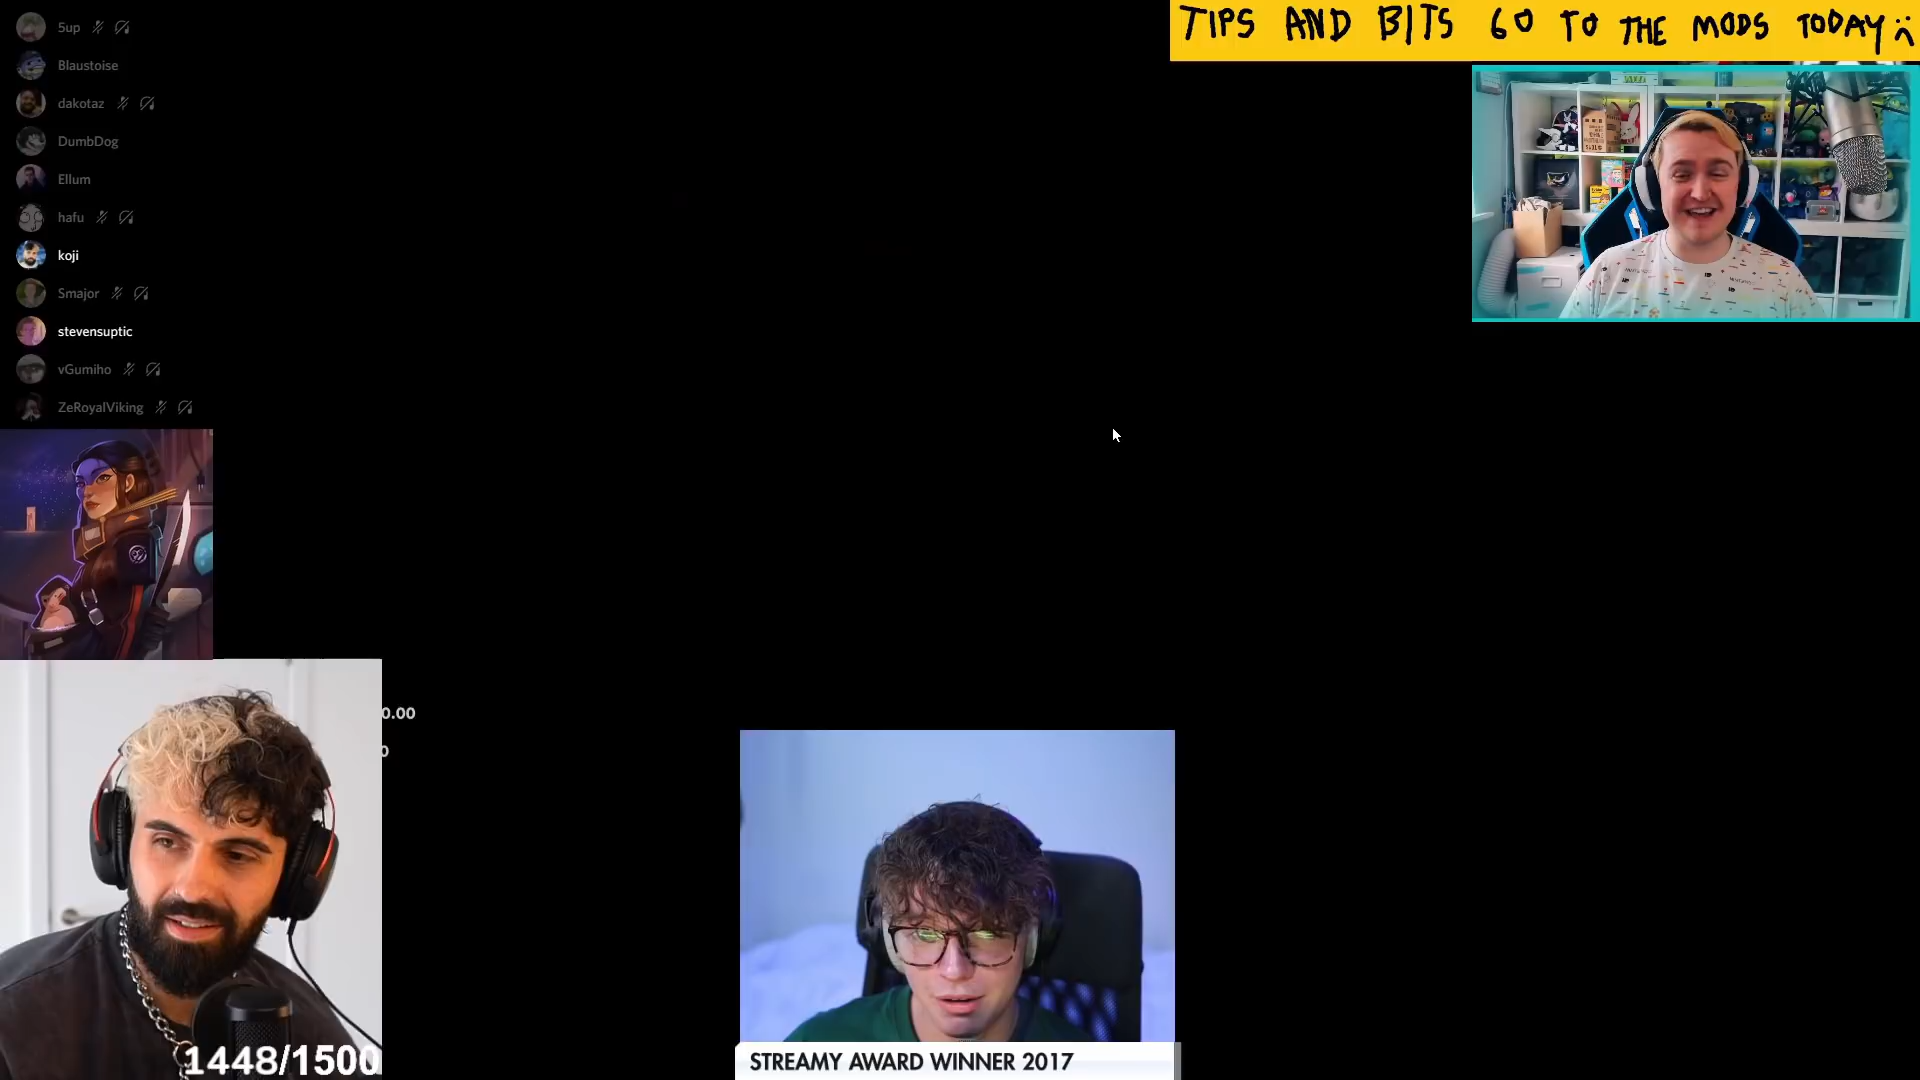 TIPS AND BITS GO TO THE MODS TODAY :(
5up
Blaustoise
dakotaz
DumbDog
Ellum
hafu
koji
Smajor
stevensuptic
vGumiho
ZeRoyalViking
0.00
0
1448/1500
STREAMY AWARD WINNER 2017